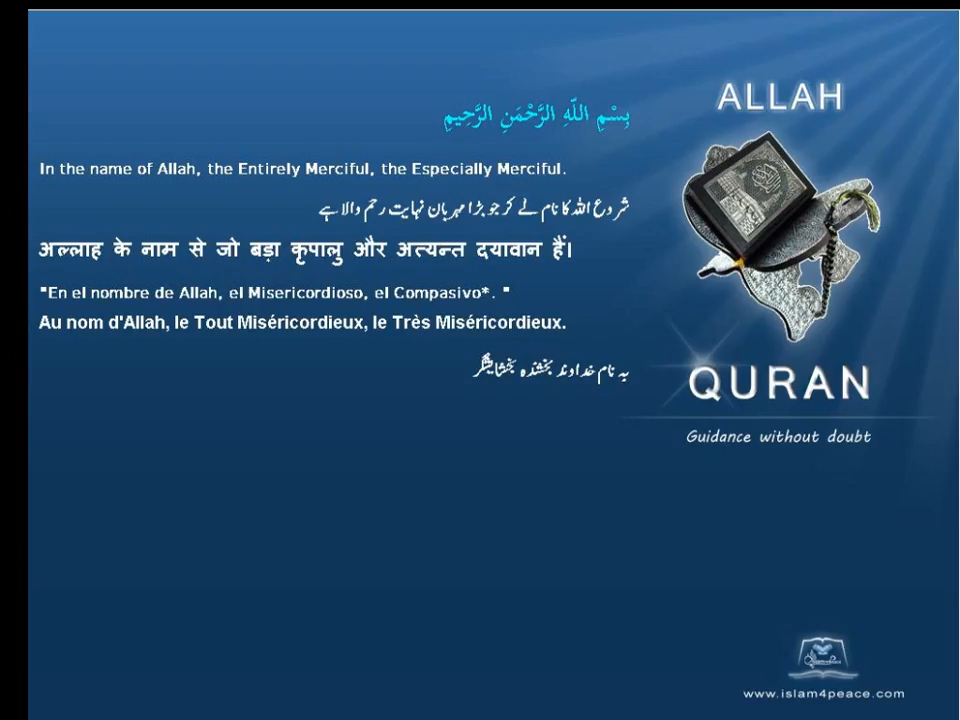 بِسْمِ اللَّهِ الرَّحْمَنِ الرَّحِيمِ
In the name of Allah, the Entirely Merciful, the Especially Merciful.
شروع الله کا نام لے کر جو بڑا مہربان نہایت رحم والا ہے
अल्लाह के नाम से जो बड़ा कृपालु और अत्यन्त दयावान हैं।
"En el nombre de Allah, el Misericordioso, el Compasivo*. "
Au nom d'Allah, le Tout Miséricordieux, le Très Miséricordieux.
به نام خداوند بخشنده بخشایشگر
ALLAH
QURAN
Guidance without doubt
www.islam4peace.com